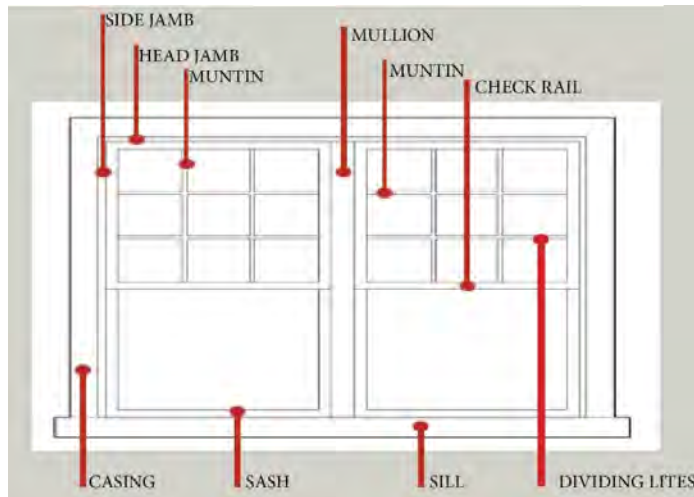 SIDE JAMB
MULLION
HEAD JAMB
MUNTIN
MUNTIN
CHECK RAIL
CASING
SASH
SILL
DIVIDING LITES